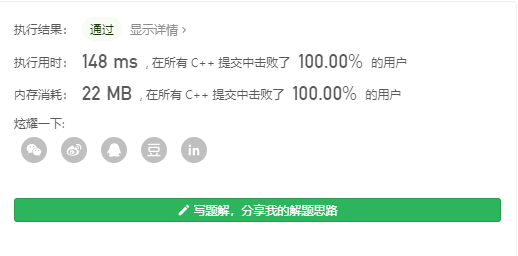 执行结果： 通过 显示详情 ›
执行用时： 148 ms , 在所有 C++ 提交中击败了 100.00% 的用户
内存消耗： 22 MB , 在所有 C++ 提交中击败了 100.00% 的用户
炫耀一下:
豆 in
写题解，分享我的解题思路